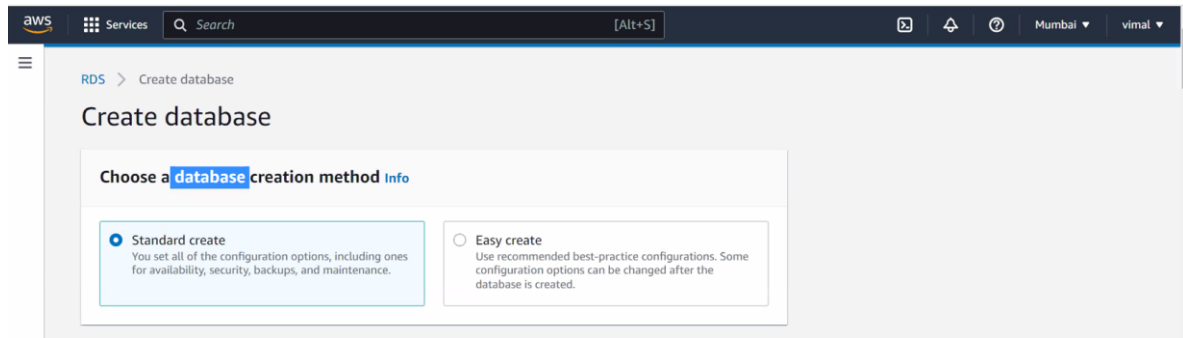 aws Services Search [Alt+S] Mumbai vimal
RDS > Create database
Create database
Choose a database creation method Info
Standard create
You set all of the configuration options, including ones
for availability, security, backups, and maintenance.
Easy create
Use recommended best-practice configurations. Some
configuration options can be changed after the
database is created.